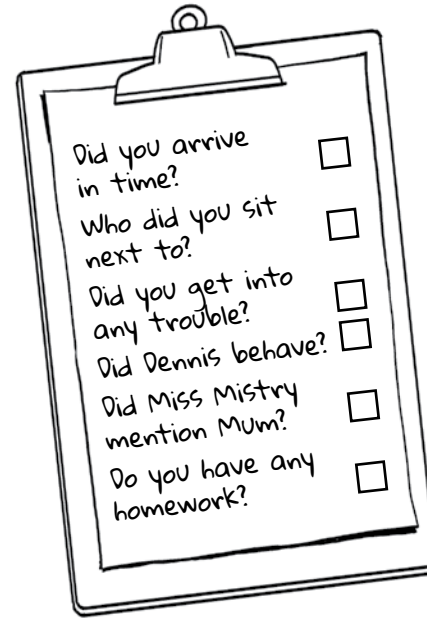 Did you arrive
in time?
Who did you sit
next to?
Did you get into
any trouble?
Did Dennis behave?
Did Miss Mistry
mention Mum?
Do you have any
homework?